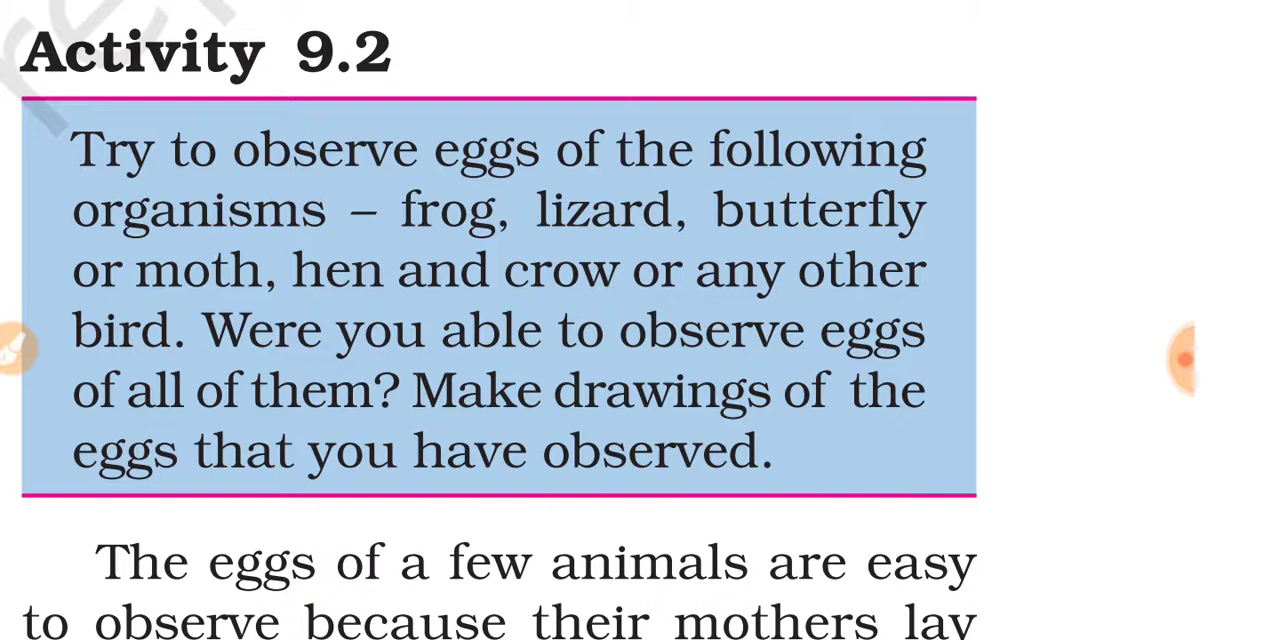 Activity 9.2
Try to observe eggs of the following
organisms – frog, lizard, butterfly
or moth, hen and crow or any other
bird. Were you able to observe eggs
of all of them? Make drawings of the
eggs that you have observed.
The eggs of a few animals are easy
to observe because their mothers lay